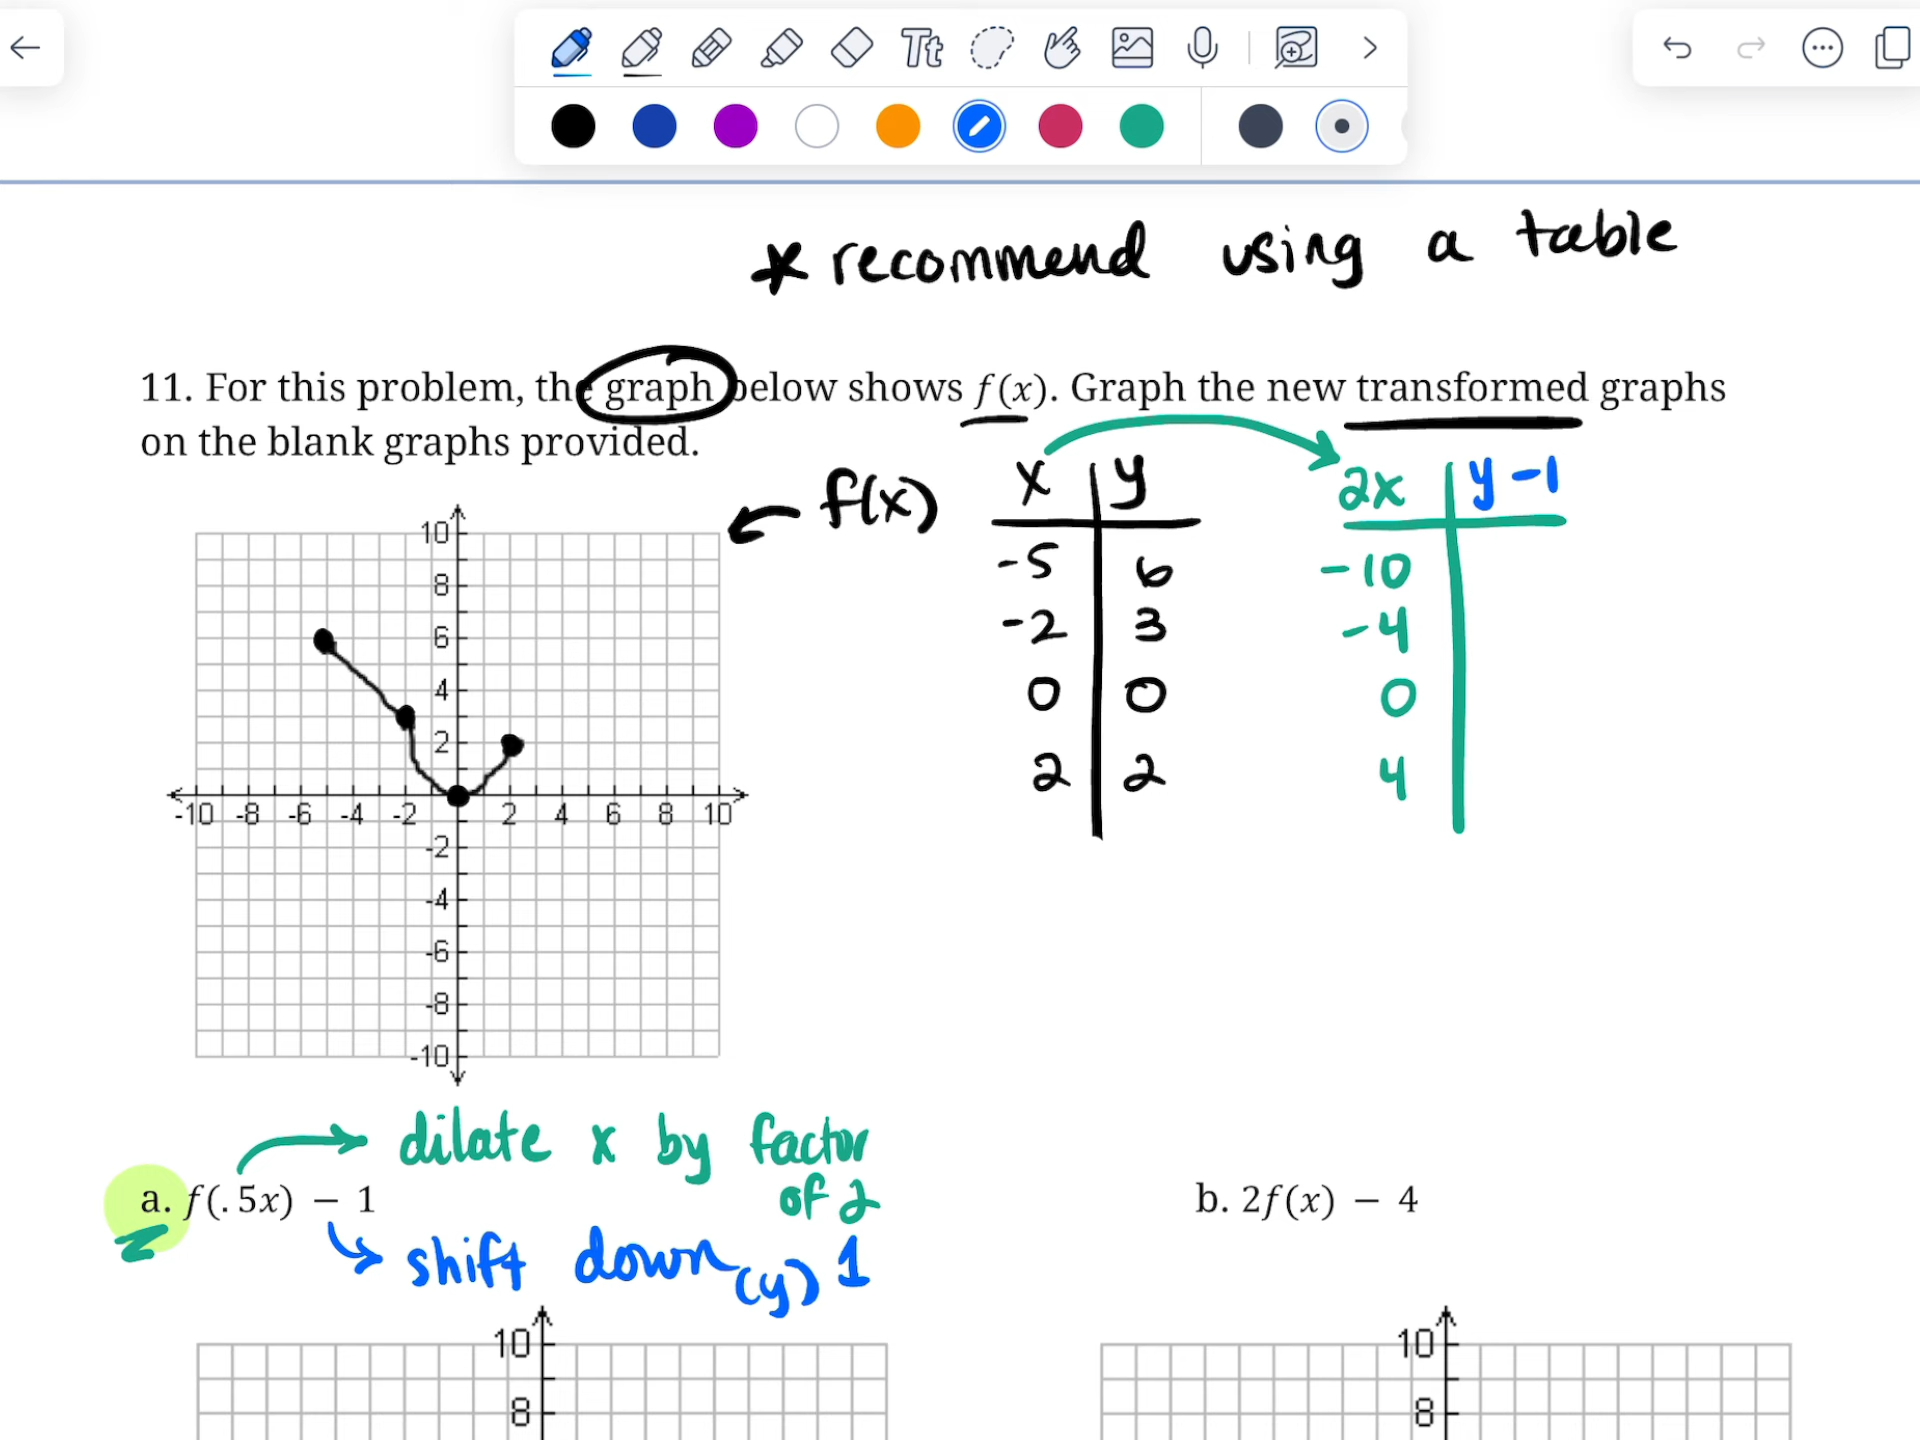 Tt
* recommend using a table
11. For this problem, the graph below shows f(x). Graph the new transformed graphs
on the blank graphs provided.
f(x)
x y
-5 6
-2 3
0 0
2 2
2x y -1
-10
-4
0
4
10
8
6
4
2
-10 -8 -6 -4 -2 2 4 6 8 10
-2
-4
-6
-8
-10
dilate x by factor
of 2
a. f(.5x) − 1
shift down (y) 1
10
8
b. 2f(x) − 4
10
8